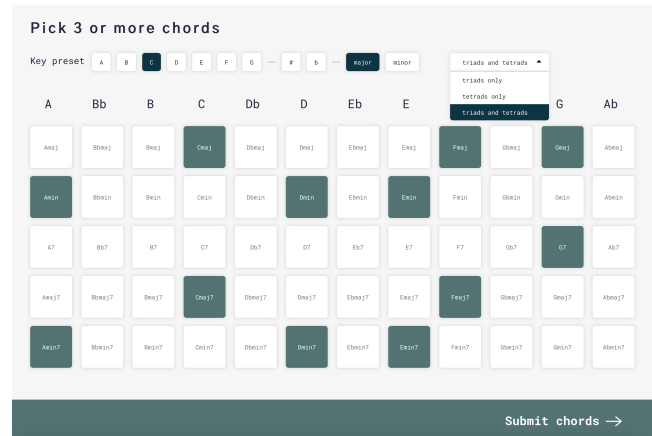 Pick 3 or more chords
Key preset A B C D E F G — # b — major minor triads and tetrads
triads only
tetrads only
triads and tetrads
A Bb B C Db D Eb E G Ab
Amaj Bbmaj Bmaj Cmaj Dbmaj Dmaj Ebmaj Emaj Fmaj Gbmaj Gmaj Abmaj
Amin Bbmin Bmin Cmin Dbmin Dmin Ebmin Emin Fmin Gbmin Gmin Abmin
A7 Bb7 B7 C7 Db7 D7 Eb7 E7 F7 Gb7 G7 Ab7
Amaj7 Bbmaj7 Bmaj7 Cmaj7 Dbmaj7 Dmaj7 Ebmaj7 Emaj7 Fmaj7 Gbmaj7 Gmaj7 Abmaj7
Amin7 Bbmin7 Bmin7 Cmin7 Dbmin7 Dmin7 Ebmin7 Emin7 Fmin7 Gbmin7 Gmin7 Abmin7
Submit chords →